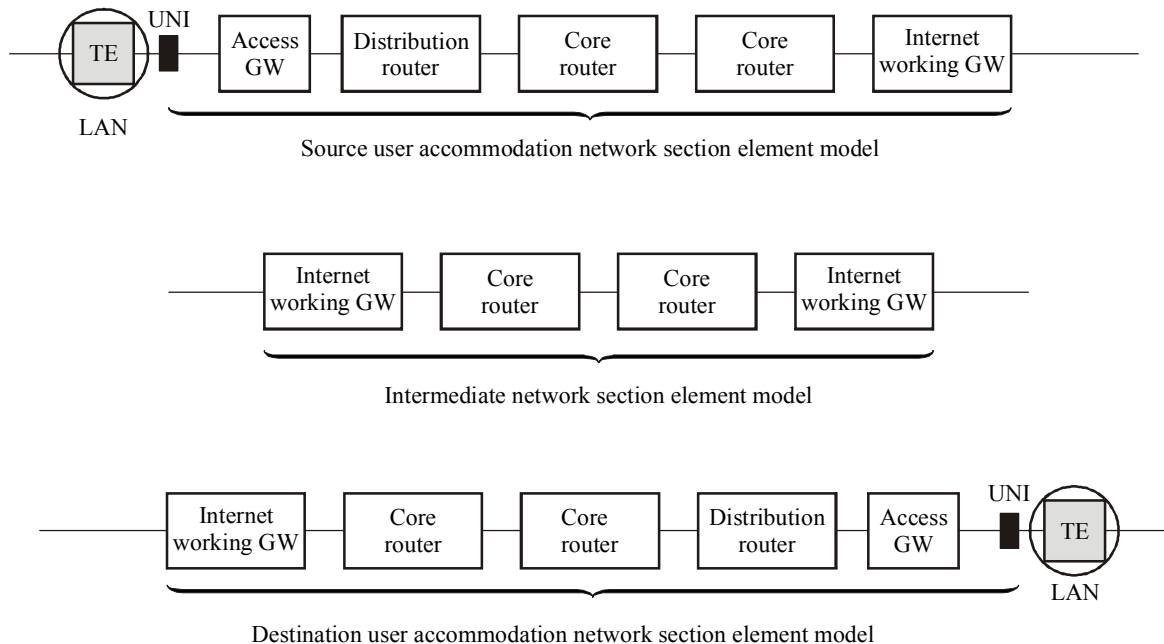 UNI
TE
Access
GW
Distribution
router
Core
router
Core
router
Internet
working GW
LAN
Source user accommodation network section element model
Internet
working GW
Core
router
Core
router
Internet
working GW
Intermediate network section element model
Internet
working GW
Core
router
Core
router
Distribution
router
Access
GW
UNI
TE
LAN
Destination user accommodation network section element model